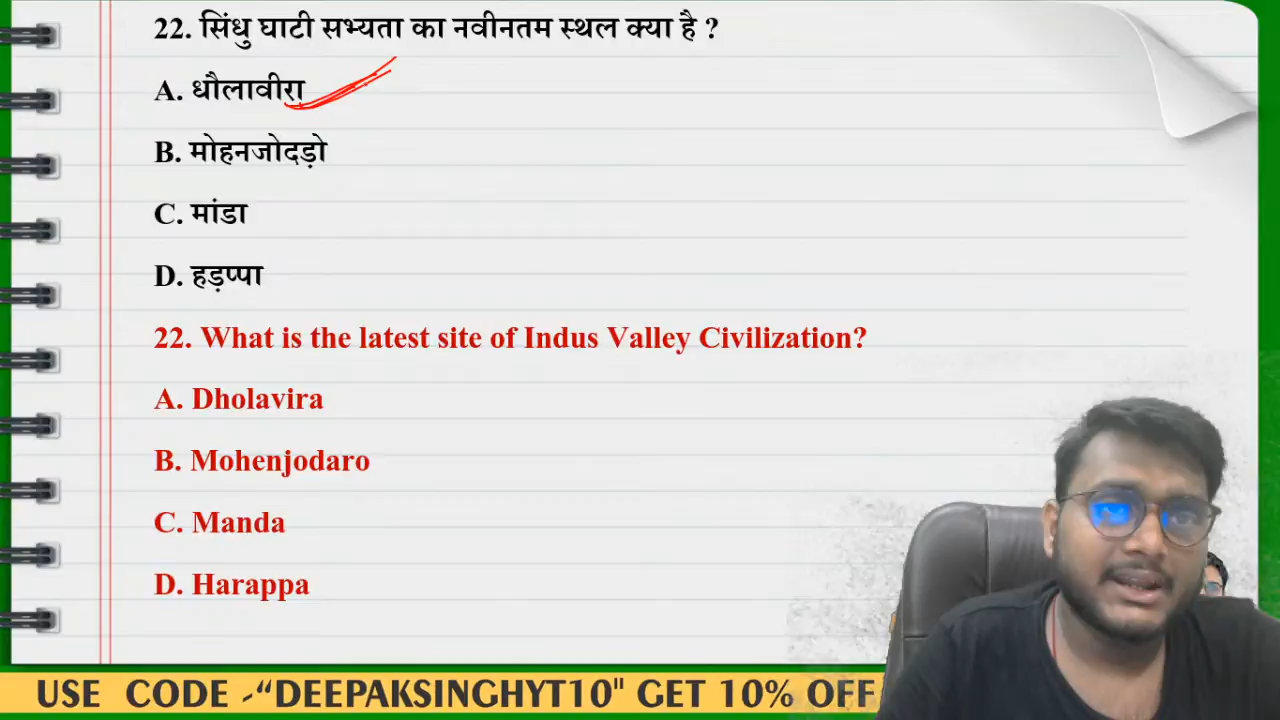 22. सिंधु घाटी सभ्यता का नवीनतम स्थल क्या है ?
A. धौलावीरा
B. मोहनजोदड़ो
C. मांडा
D. हड़प्पा
22. What is the latest site of Indus Valley Civilization?
A. Dholavira
B. Mohenjodaro
C. Manda
D. Harappa
USE CODE -“DEEPAKSINGHYT10" GET 10% OFF